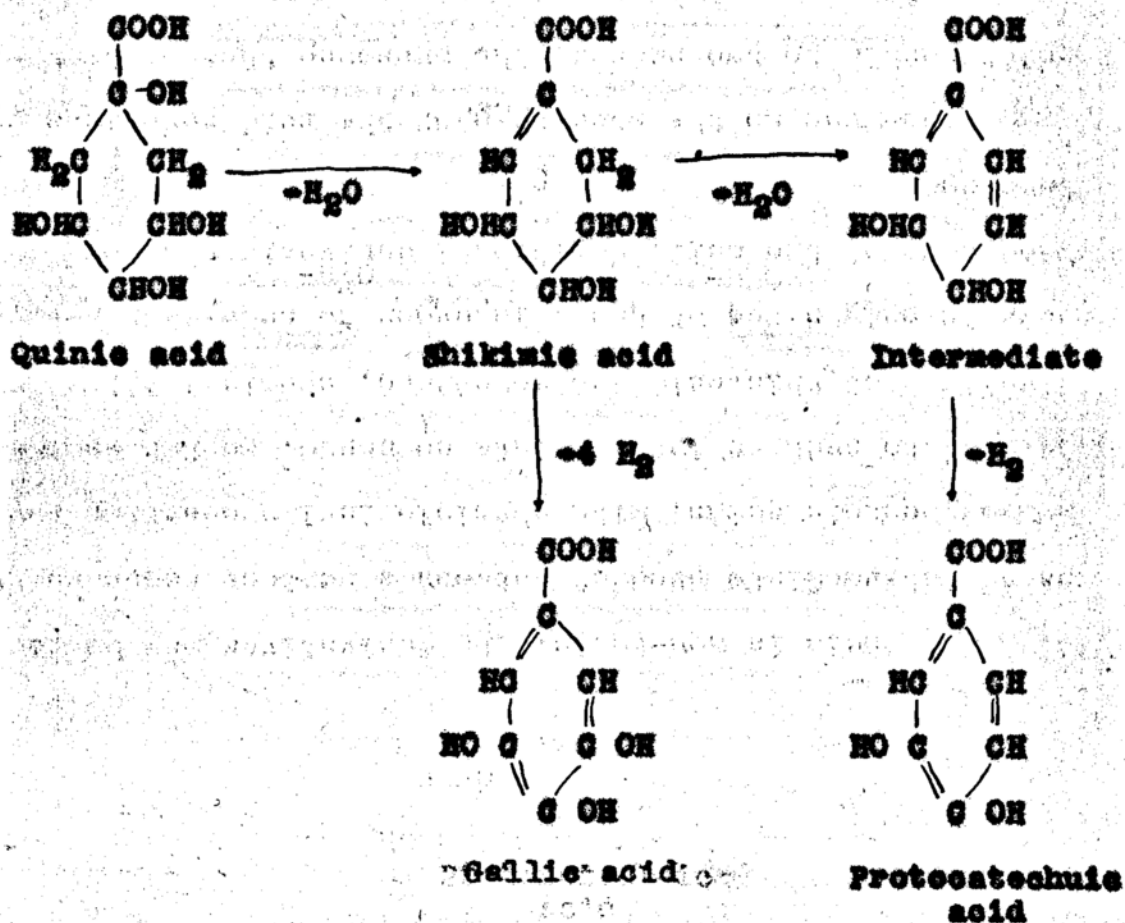 COOH COOH COOH
C-OH C C
H2C CH2 HC CH2 HC CH
-H2O -H2O
HOHC CHOH HOHC CHOH HOHC CH
CHOH CHOH CHOH
Quinic acid Shikimic acid Intermediate
-4 H2 -H2
COOH COOH
C C
HC CH HC CH
HO C C OH HO C CH
C OH C OH
Gallic acid Protocatechuic
acid